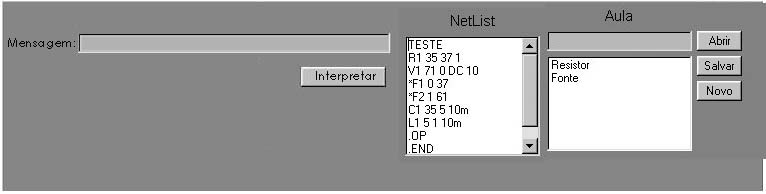 Mensagem:
Interpretar
NetList
TESTE
R1 35 37 1
V1 71 0 DC 10
*F1 0 37
*F2 1 61
C1 35 5 10m
L1 5 1 10m
.OP
.END
Aula
Resistor
Fonte
Abrir
Salvar
Novo